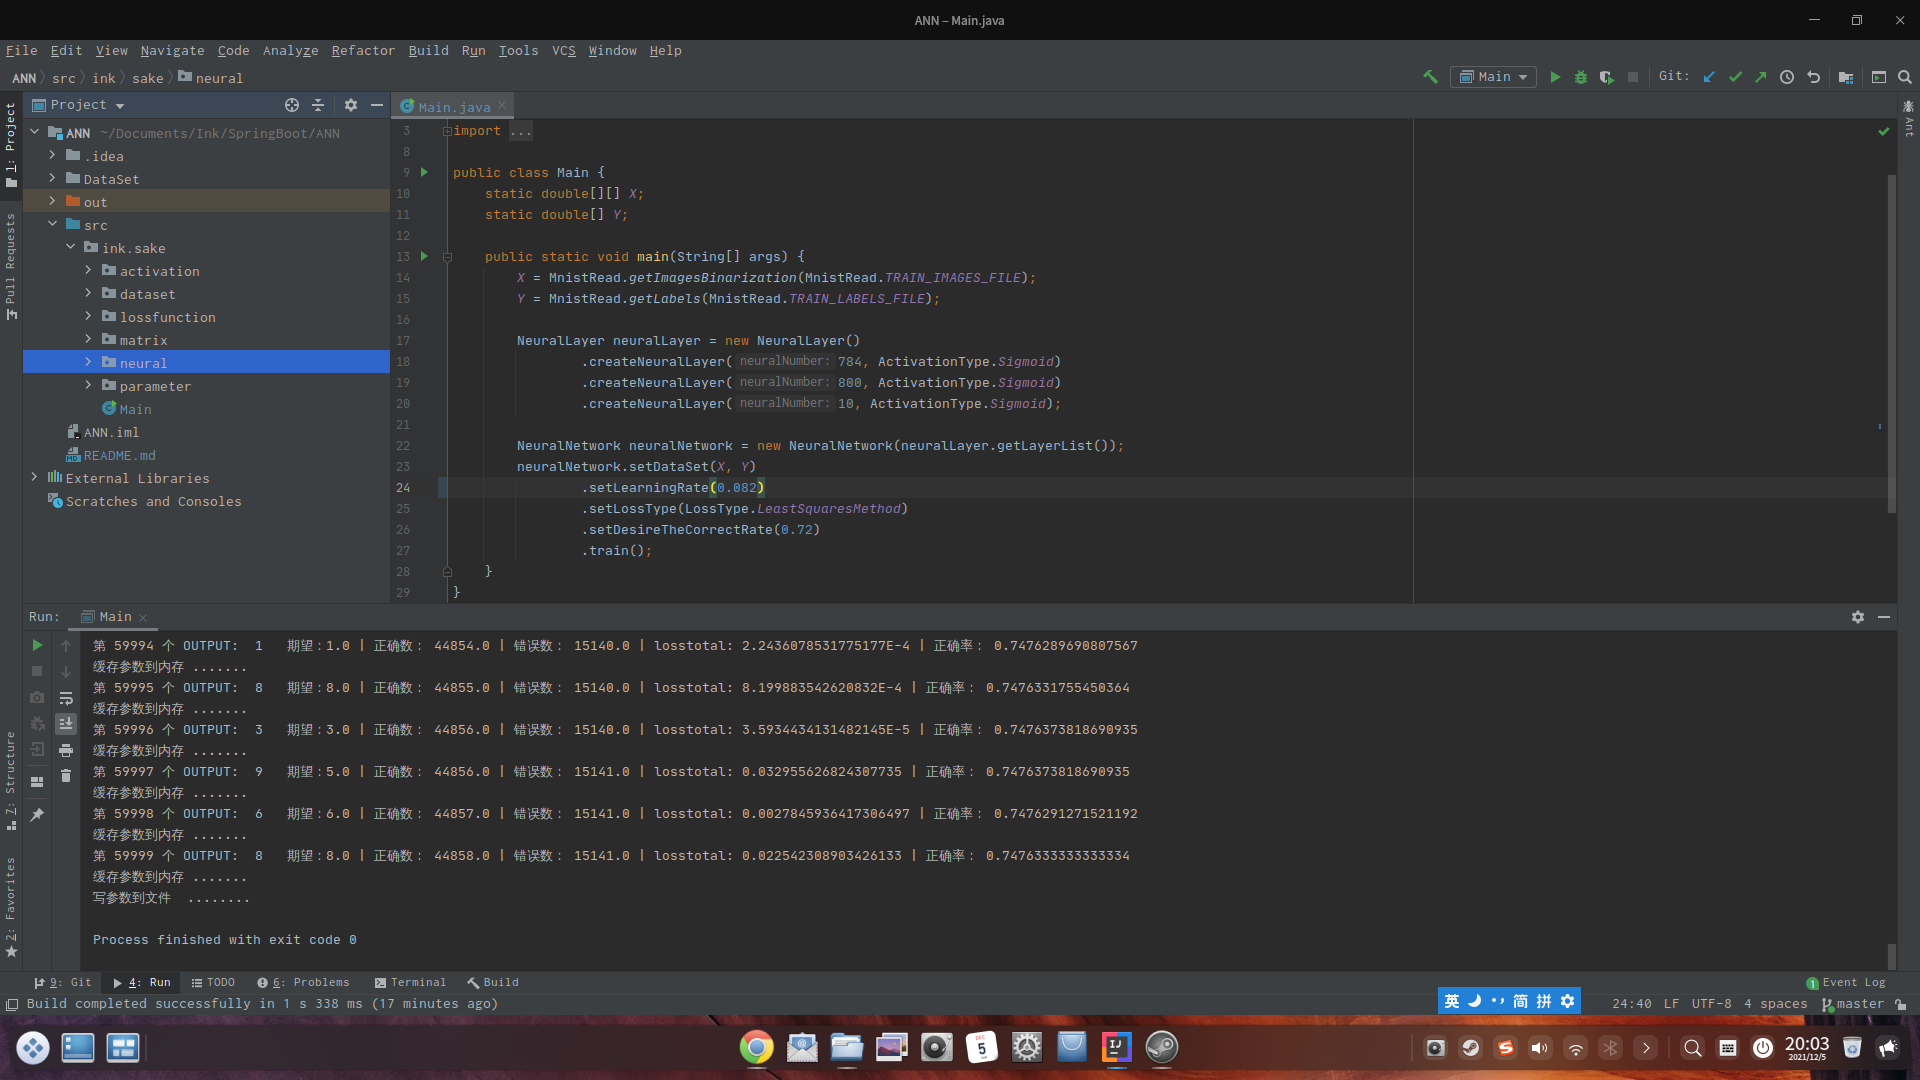 ANN – Main.java
File Edit View Navigate Code Analyze Refactor Build Run Tools VCS Window Help
ANN src ink sake neural
Main
Git:
1: Project
Pull Requests
7: Structure
2: Favorites
Ant
Project
ANN ~/Documents/Ink/SpringBoot/ANN
.idea
DataSet
out
src
ink.sake
activation
dataset
lossfunction
matrix
neural
parameter
Main
ANN.iml
README.md
External Libraries
Scratches and Consoles
Main.java
3 import ...
8
9 public class Main {
10 static double[][] X;
11 static double[] Y;
12
13 public static void main(String[] args) {
14 X = MnistRead.getImagesBinarization(MnistRead.TRAIN_IMAGES_FILE);
15 Y = MnistRead.getLabels(MnistRead.TRAIN_LABELS_FILE);
16
17 NeuralLayer neuralLayer = new NeuralLayer()
18 .createNeuralLayer( neuralNumber: 784, ActivationType.Sigmoid)
19 .createNeuralLayer( neuralNumber: 800, ActivationType.Sigmoid)
20 .createNeuralLayer( neuralNumber: 10, ActivationType.Sigmoid);
21
22 NeuralNetwork neuralNetwork = new NeuralNetwork(neuralLayer.getLayerList());
23 neuralNetwork.setDataSet(X, Y)
24 .setLearningRate(0.082)
25 .setLossType(LossType.LeastSquaresMethod)
26 .setDesireTheCorrectRate(0.72)
27 .train();
28 }
29 }
Run: Main
第 59994 个 OUTPUT: 1 期望：1.0 | 正确数： 44854.0 | 错误数： 15140.0 | losstotal: 2.2436078531775177E-4 | 正确率： 0.7476289690807567
缓存参数到内存 .......
第 59995 个 OUTPUT: 8 期望：8.0 | 正确数： 44855.0 | 错误数： 15140.0 | losstotal: 8.199883542620832E-4 | 正确率： 0.7476331755450364
缓存参数到内存 .......
第 59996 个 OUTPUT: 3 期望：3.0 | 正确数： 44856.0 | 错误数： 15140.0 | losstotal: 3.5934434131482145E-5 | 正确率： 0.7476373818690935
缓存参数到内存 .......
第 59997 个 OUTPUT: 9 期望：5.0 | 正确数： 44856.0 | 错误数： 15141.0 | losstotal: 0.032955626824307735 | 正确率： 0.7476373818690935
缓存参数到内存 .......
第 59998 个 OUTPUT: 6 期望：6.0 | 正确数： 44857.0 | 错误数： 15141.0 | losstotal: 0.0027845936417306497 | 正确率： 0.7476291271521192
缓存参数到内存 .......
第 59999 个 OUTPUT: 8 期望：8.0 | 正确数： 44858.0 | 错误数： 15141.0 | losstotal: 0.022542308903426133 | 正确率： 0.7476333333333334
缓存参数到内存 .......
写参数到文件 ........
Process finished with exit code 0
9: Git 4: Run TODO 6: Problems Terminal Build
1 Event Log
Build completed successfully in 1 s 338 ms (17 minutes ago)
英 简 拼
24:40 LF UTF-8 4 spaces master
DEC
5
IJ
20:03
2021/12/5